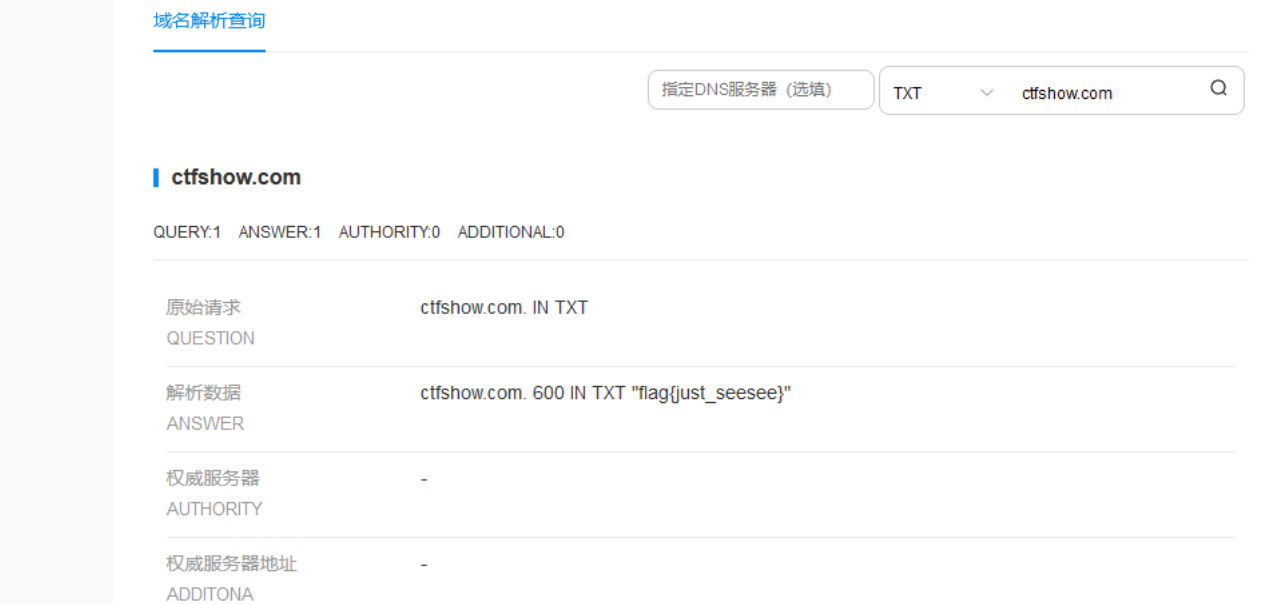 域名解析查询
指定DNS服务器（选填） TXT ctfshow.com
ctfshow.com
QUERY:1 ANSWER:1 AUTHORITY:0 ADDITIONAL:0
原始请求 ctfshow.com. IN TXT
QUESTION
解析数据 ctfshow.com. 600 IN TXT "flag{just_seesee}"
ANSWER
权威服务器 -
AUTHORITY
权威服务器地址 -
ADDITONA